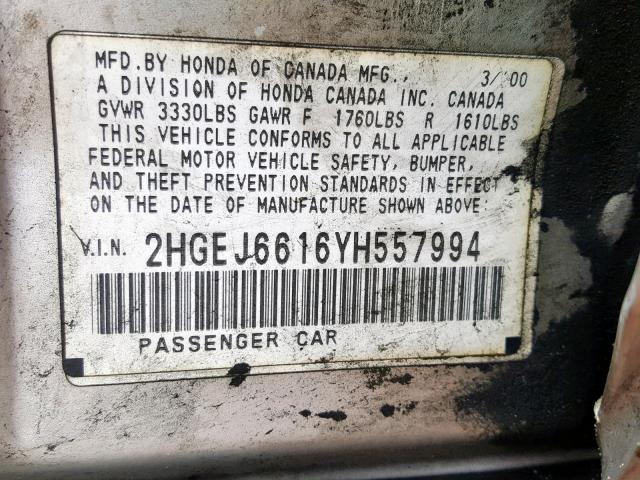 MFD.BY HONDA OF CANADA MFG., 3/00
A DIVISION OF HONDA CANADA INC. CANADA
GVWR 3330LBS GAWR F 1760LBS R 1610LBS
THIS VEHICLE CONFORMS TO ALL APPLICABLE
FEDERAL MOTOR VEHICLE SAFETY, BUMPER,
AND THEFT PREVENTION STANDARDS IN EFFECT
ON THE DATE OF MANUFACTURE SHOWN ABOVE:
V.I.N. 2HGEJ6616YH557994
PASSENGER CAR